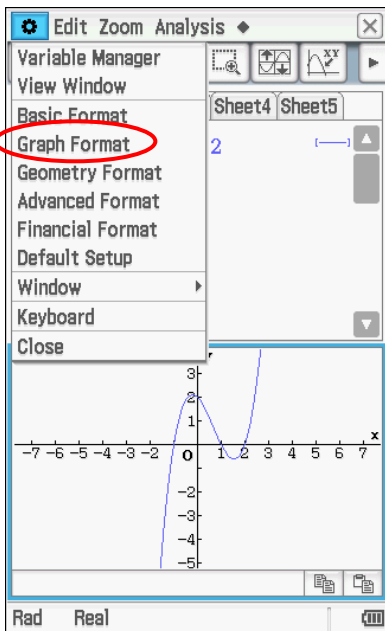 Edit Zoom Analysis
Variable Manager
View Window
Basic Format
Sheet4 Sheet5
Graph Format
2
Geometry Format
Advanced Format
Financial Format
Default Setup
Window
Keyboard
Close
3
2
1
x
-7 -6 -5 -4 -3 -2 0 1 2 3 4 5 6 7
-2
-3
-4
-5
Rad Real